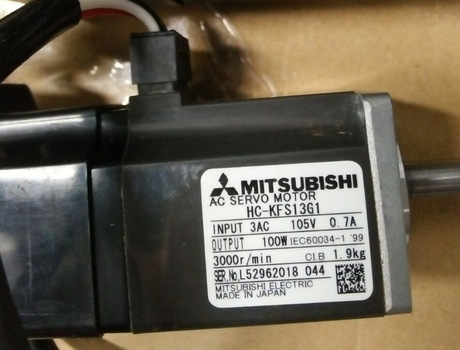 MITSUBISHI
AC SERVO MOTOR
HC-KFS13G1
INPUT 3AC 105V 0.7A
OUTPUT 100W IEC60034-1 '99
3000r/min CI.B 1.9kg
SER.No.L52962018 044
MITSUBISHI ELECTRIC
MADE IN JAPAN